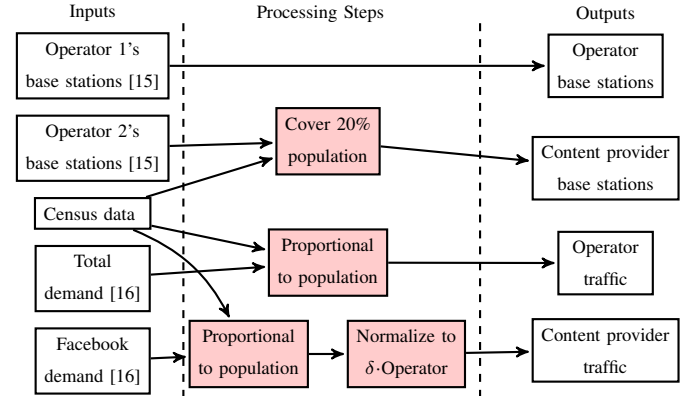 Inputs
Processing Steps
Outputs
Operator 1's
base stations [15]
Operator
base stations
Operator 2's
base stations [15]
Cover 20%
population
Content provider
base stations
Census data
Total
demand [16]
Proportional
to population
Operator
traffic
Facebook
demand [16]
Proportional
to population
Normalize to
δ·Operator
Content provider
traffic